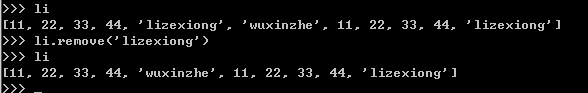 >>> li
[11, 22, 33, 44, 'lizexiong', 'wuxinzhe', 11, 22, 33, 44, 'lizexiong']
>>> li.remove('lizexiong')
>>> li
[11, 22, 33, 44, 'wuxinzhe', 11, 22, 33, 44, 'lizexiong']
>>> _